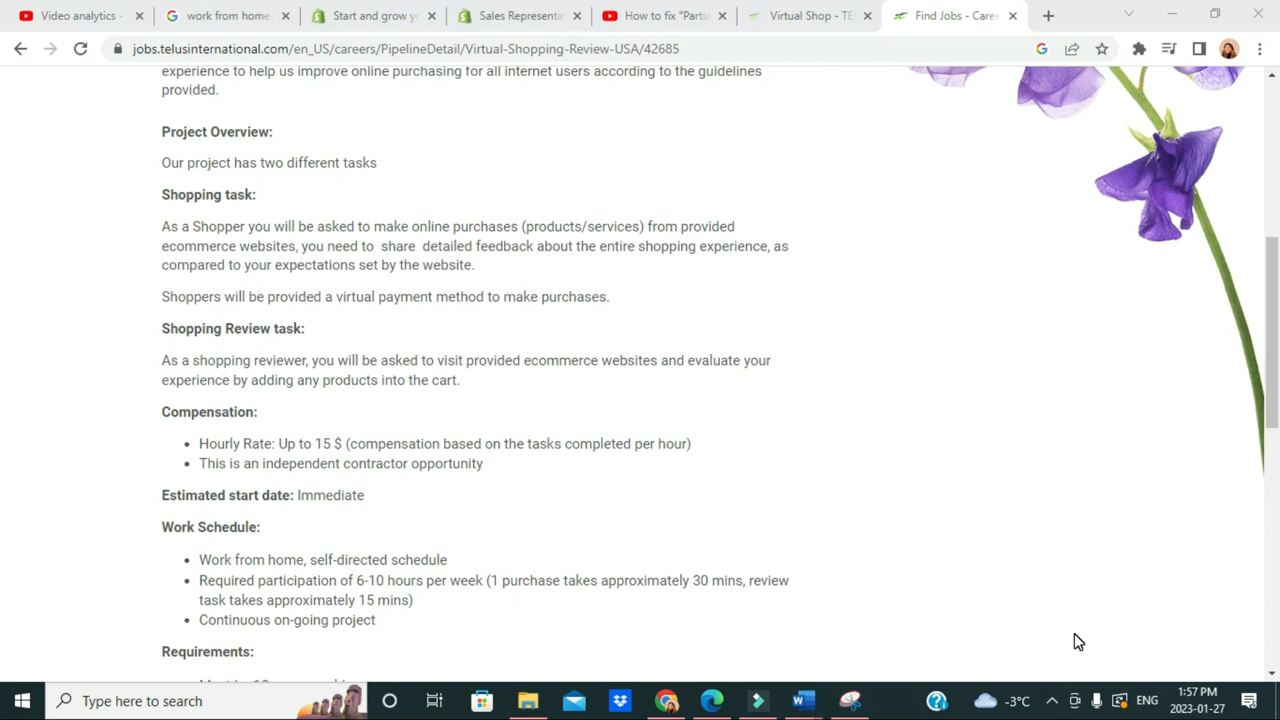 Video analytics -
work from home
Start and grow yo
Sales Representa
How to fix "Partia
Virtual Shop - TE
Find Jobs - Caree
jobs.telusinternational.com/en_US/careers/PipelineDetail/Virtual-Shopping-Review-USA/42685
experience to help us improve online purchasing for all internet users according to the guidelines
provided.
Project Overview:
Our project has two different tasks
Shopping task:
As a Shopper you will be asked to make online purchases (products/services) from provided
ecommerce websites, you need to share detailed feedback about the entire shopping experience, as
compared to your expectations set by the website.
Shoppers will be provided a virtual payment method to make purchases.
Shopping Review task:
As a shopping reviewer, you will be asked to visit provided ecommerce websites and evaluate your
experience by adding any products into the cart.
Compensation:
Hourly Rate: Up to 15 $ (compensation based on the tasks completed per hour)
This is an independent contractor opportunity
Estimated start date: Immediate
Work Schedule:
Work from home, self-directed schedule
Required participation of 6-10 hours per week (1 purchase takes approximately 30 mins, review
task takes approximately 15 mins)
Continuous on-going project
Requirements:
Type here to search
-3°C
ENG
1:57 PM
2023-01-27